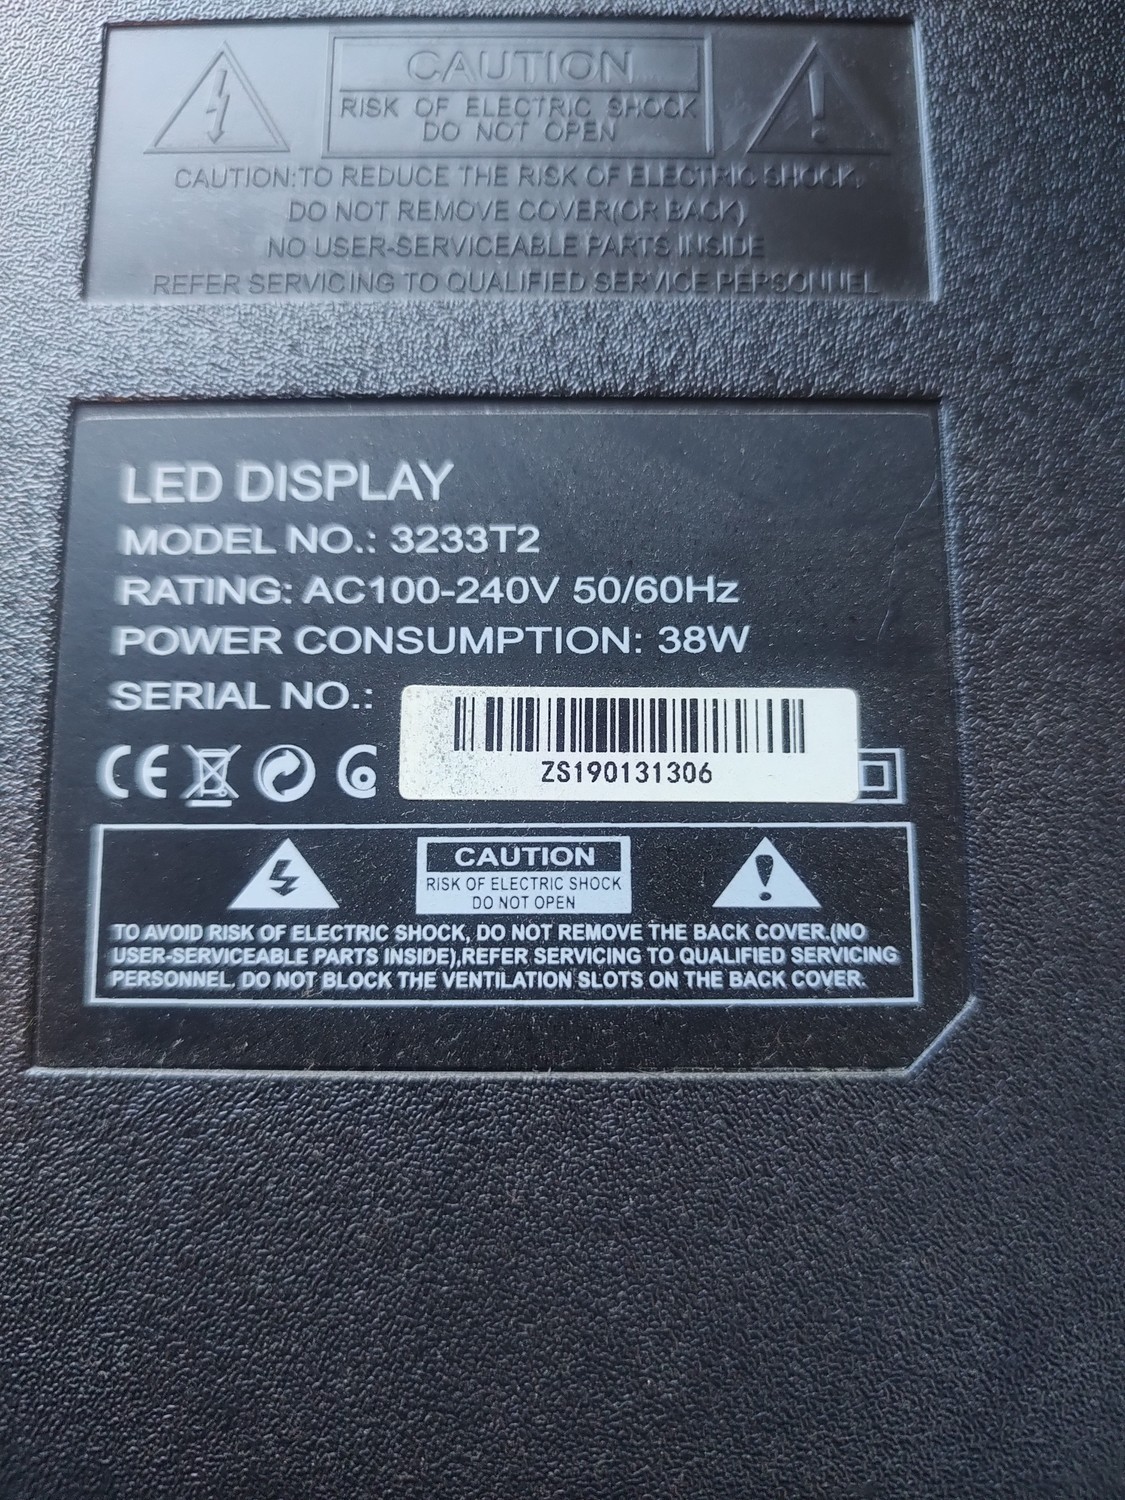 CAUTION
RISK OF ELECTRIC SHOCK
DO NOT OPEN
CAUTION:TO REDUCE THE RISK OF ELECTRIC SHOCK,
DO NOT REMOVE COVER(OR BACK)
NO USER-SERVICEABLE PARTS INSIDE
REFER SERVICING TO QUALIFIED SERVICE PEPSONNEL
LED DISPLAY
MODEL NO.: 3233T2
RATING: AC100-240V 50/60Hz
POWER CONSUMPTION: 38W
SERIAL NO.:
ZS190131306
CE
CAUTION
RISK OF ELECTRIC SHOCK
DO NOT OPEN
TO AVOID RISK OF ELECTRIC SHOCK, DO NOT REMOVE THE BACK COVER.(NO
USER-SERVICEABLE PARTS INSIDE),REFER SERVICING TO QUALIFIED SERVICING
PERSONNEL. DO NOT BLOCK THE VENTILATION SLOTS ON THE BACK COVER.